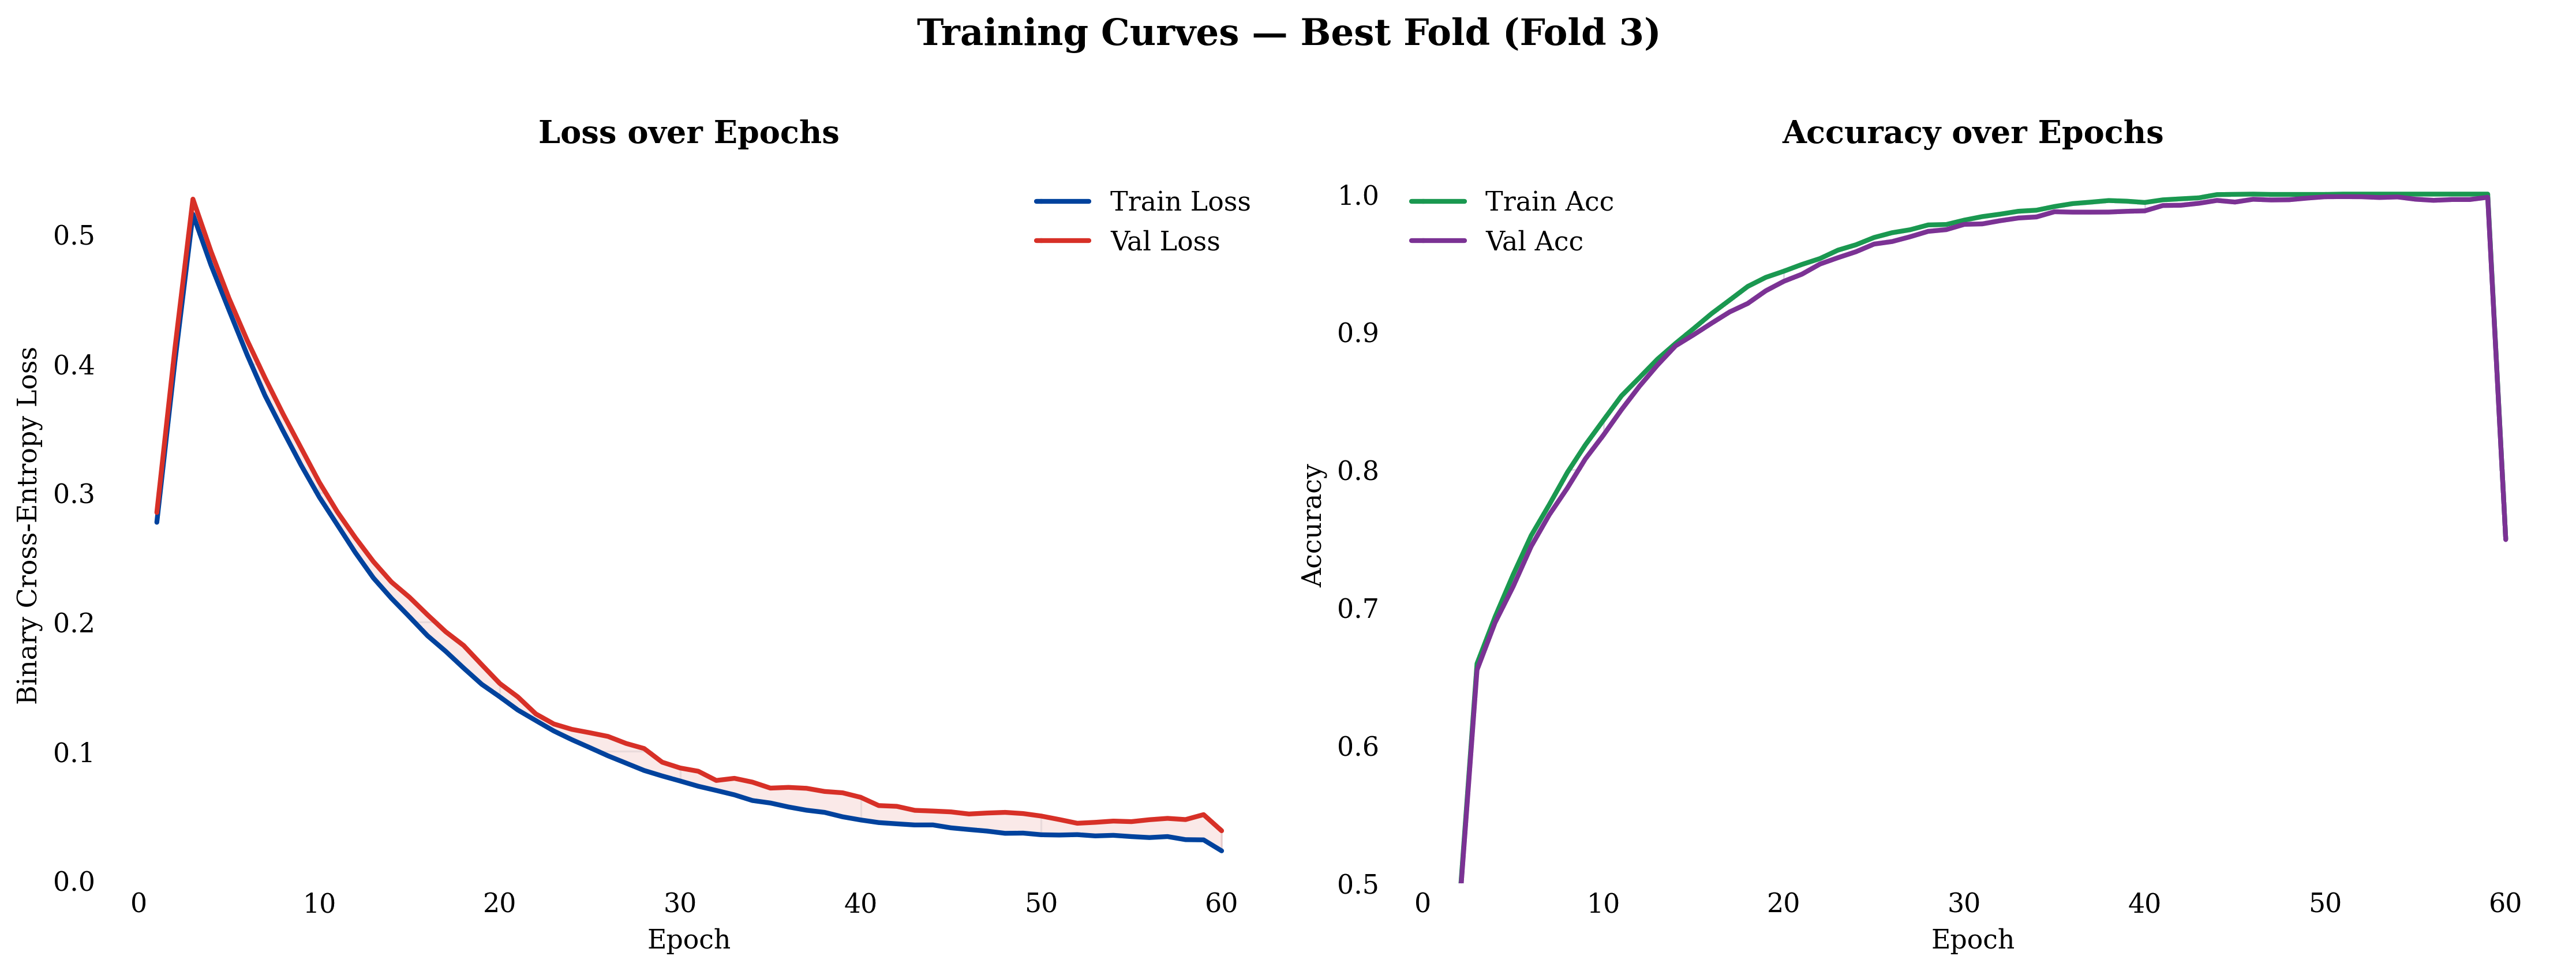 Training Curves — Best Fold (Fold 3)
Loss over Epochs
Binary Cross-Entropy Loss
0.5
0.4
0.3
0.2
0.1
0.0
Train Loss
Val Loss
0 10 20 30 40 50 60
Epoch
Accuracy over Epochs
Accuracy
1.0
0.9
0.8
0.7
0.6
0.5
Train Acc
Val Acc
0 10 20 30 40 50 60
Epoch